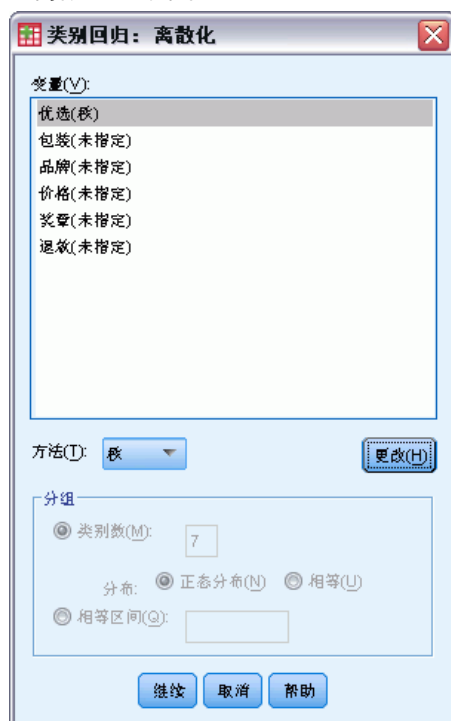 类别回归：离散化
变量(V):
优选(秩)
包装(未指定)
品牌(未指定)
价格(未指定)
奖章(未指定)
退款(未指定)
方法(T): 秩 更改(H)
分组
类别数(M): 7
分布: 正态分布(N) 相等(U)
相等区间(Q):
继续 取消 帮助